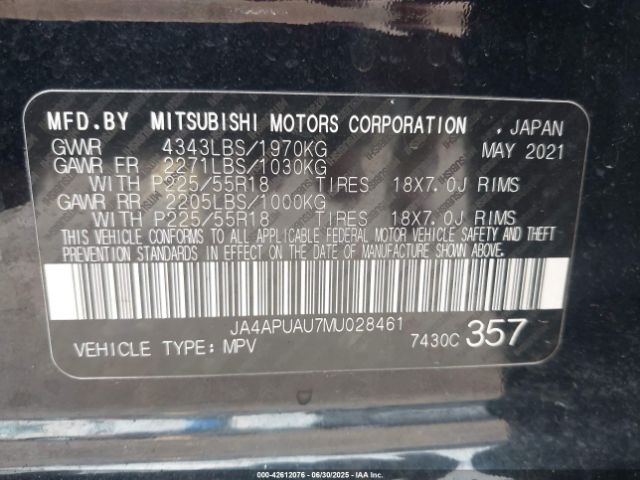 MFD.BY MITSUBISHI MOTORS CORPORATION . JAPAN
GVWR 4343LBS/1970KG MAY 2021
GAWR FR 2271LBS/1030KG
WITH P225/55R18 TIRES 18X7.0J RIMS
GAWR RR 2205LBS/1000KG
WITH P225/55R18 TIRES 18X7.0J RIMS
THIS VEHICLE CONFORMS TO ALL APPLICABLE FEDERAL MOTOR VEHICLE SAFETY AND THEFT
PREVENTION STANDARDS IN EFFECT ON THE DATE OF MANUFACTURE SHOWN ABOVE.
JA4APUAU7MU028461
VEHICLE TYPE: MPV 7430C 357
000-42612076 - 06/30/2025 - IAAI.CA